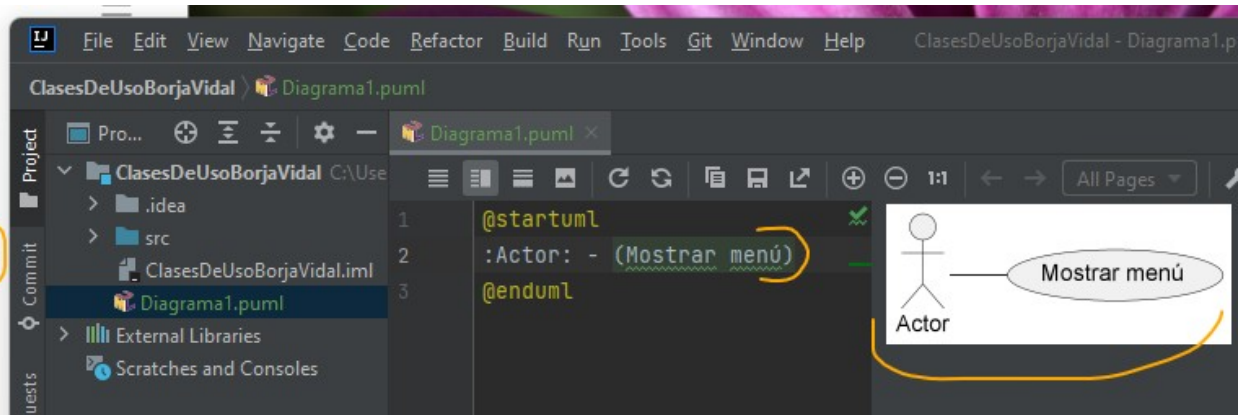 IJ File Edit View Navigate Code Refactor Build Run Tools Git Window Help ClasesDeUsoBorjaVidal - Diagrama1.p
ClasesDeUsoBorjaVidal Diagrama1.puml
Pro... Diagrama1.puml
Project
ClasesDeUsoBorjaVidal C:\Use
1:1 All Pages
.idea
src
ClasesDeUsoBorjaVidal.iml
Diagrama1.puml
External Libraries
Scratches and Consoles
Commit
uests
1 @startuml
2 :Actor: - (Mostrar menú)
3 @enduml
Mostrar menú
Actor